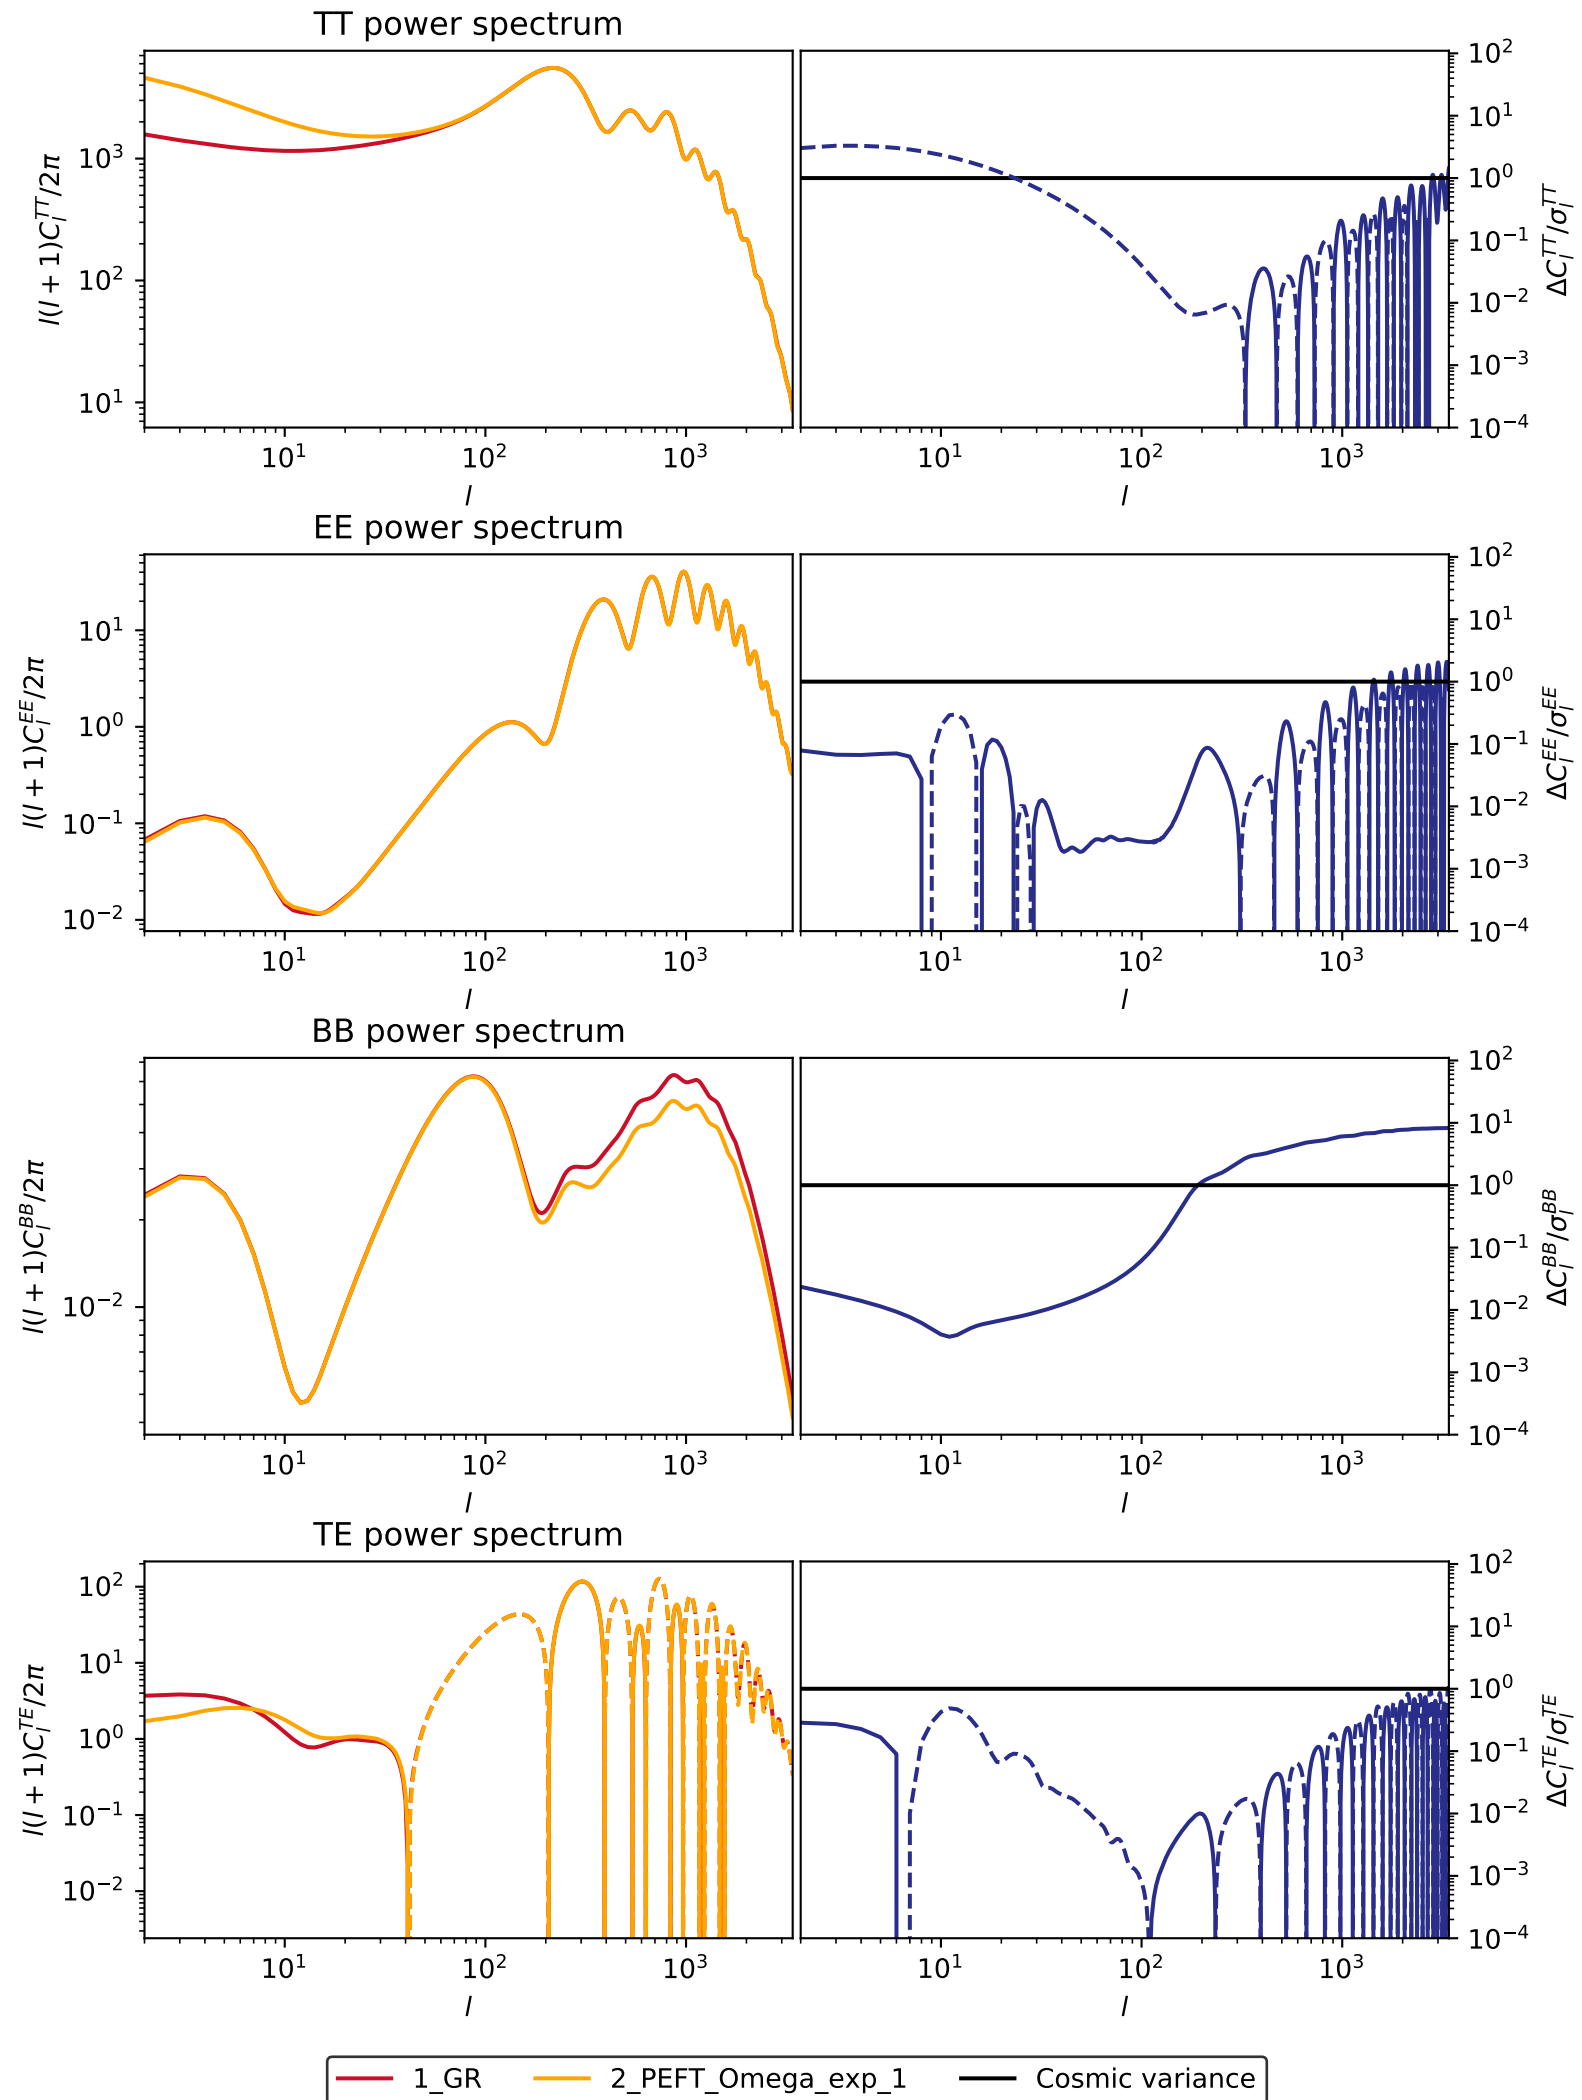 TT power spectrum
l(l + 1)C_l^{TT}/2π
10^3
10^2
10^1
10^1 10^2 10^3
l
10^2
10^1
10^0
10^{-1}
10^{-2}
10^{-3}
10^{-4}
ΔC_l^{TT}/σ_l^{TT}
10^1 10^2 10^3
l
EE power spectrum
l(l + 1)C_l^{EE}/2π
10^1
10^0
10^{-1}
10^{-2}
10^1 10^2 10^3
l
10^2
10^1
10^0
10^{-1}
10^{-2}
10^{-3}
10^{-4}
ΔC_l^{EE}/σ_l^{EE}
10^1 10^2 10^3
l
BB power spectrum
l(l + 1)C_l^{BB}/2π
10^{-2}
10^1 10^2 10^3
l
10^2
10^1
10^0
10^{-1}
10^{-2}
10^{-3}
10^{-4}
ΔC_l^{BB}/σ_l^{BB}
10^1 10^2 10^3
l
TE power spectrum
l(l + 1)C_l^{TE}/2π
10^2
10^1
10^0
10^{-1}
10^{-2}
10^1 10^2 10^3
l
10^2
10^1
10^0
10^{-1}
10^{-2}
10^{-3}
10^{-4}
ΔC_l^{TE}/σ_l^{TE}
10^1 10^2 10^3
l
1_GR 2_PEFT_Omega_exp_1 Cosmic variance